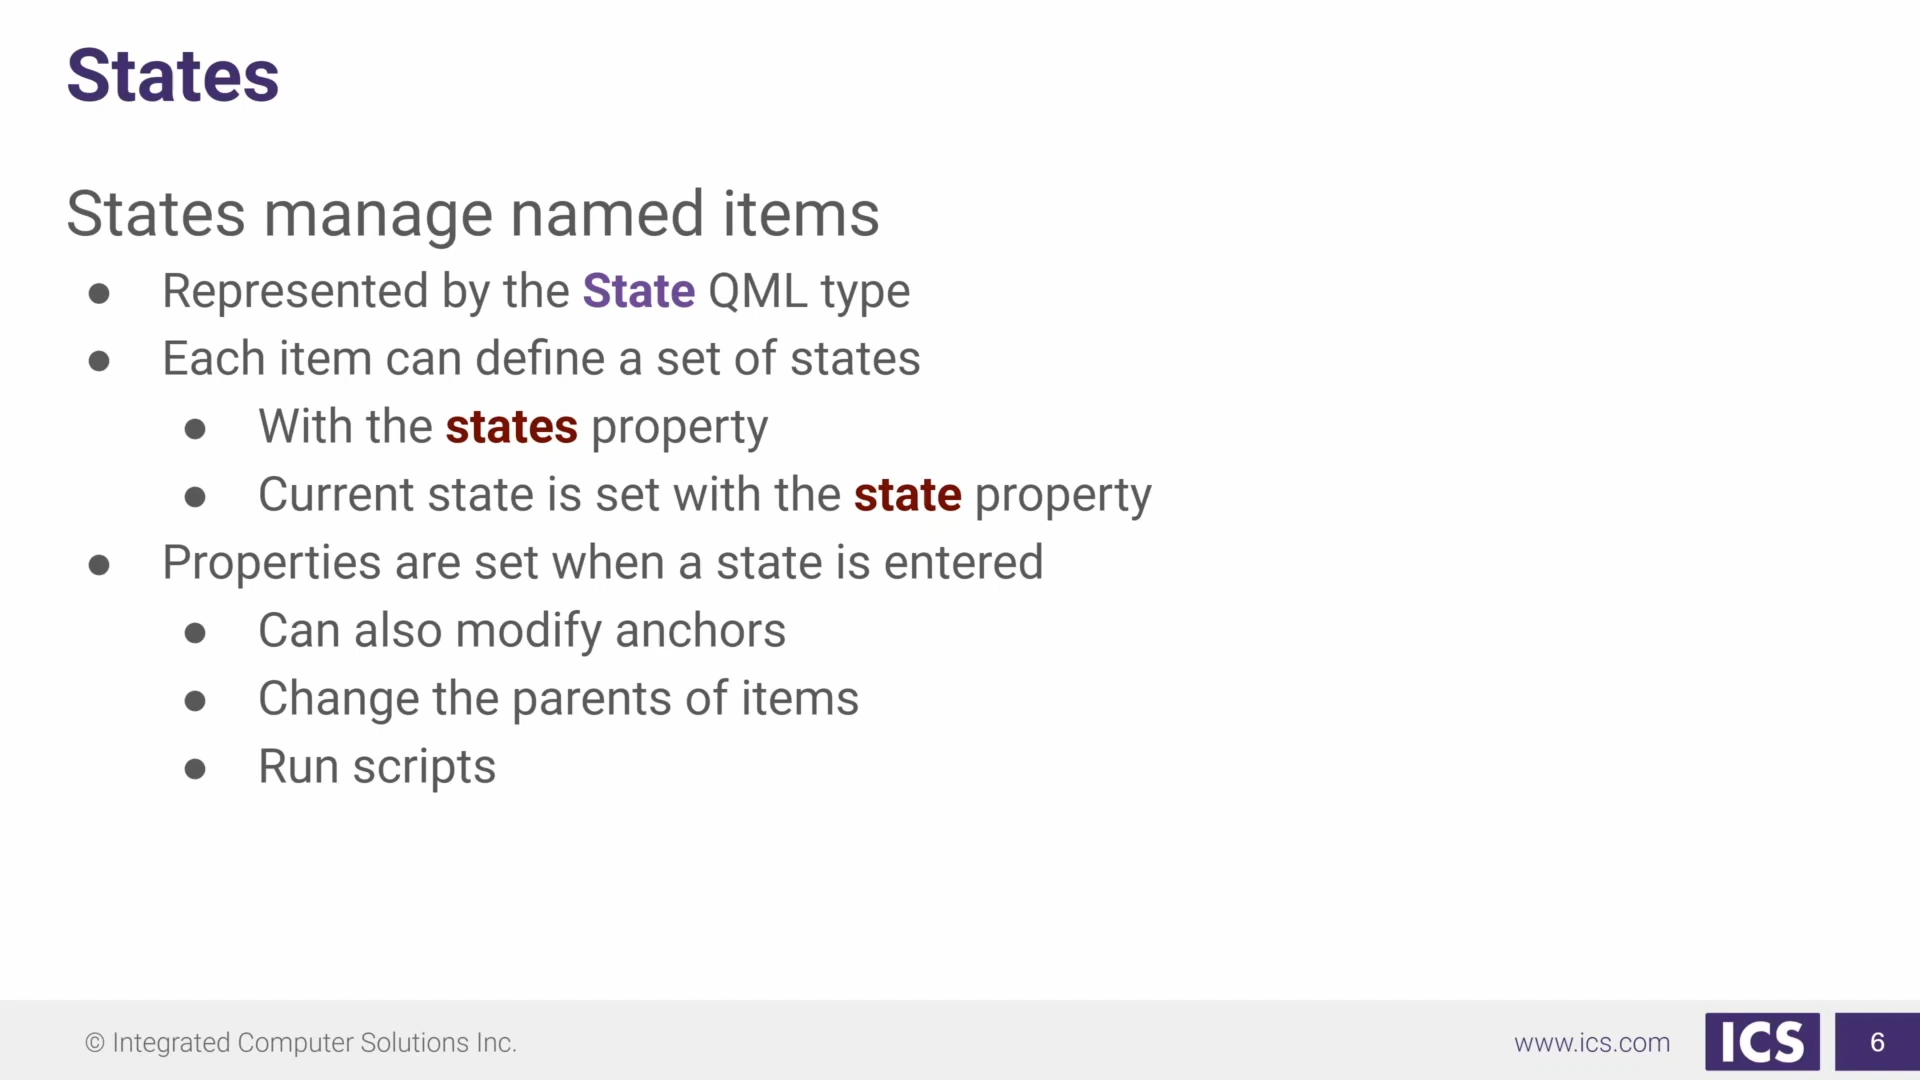 States
States manage named items
● Represented by the State QML type
● Each item can define a set of states
● With the states property
● Current state is set with the state property
● Properties are set when a state is entered
● Can also modify anchors
● Change the parents of items
● Run scripts
© Integrated Computer Solutions Inc.
www.ics.com
ICS
6